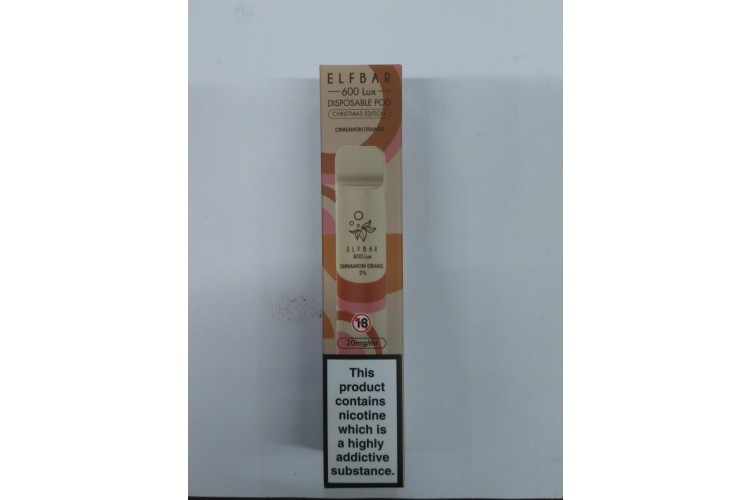 ELFBAR
600 Lux
DISPOSABLE POD
CHRISTMAS EDITION
CINNAMON ORANGE
ELFBAR
600 Lux
CINNAMON ORANGE
2%
18
20mg/ml
This
product
contains
nicotine
which is
a highly
addictive
substance.